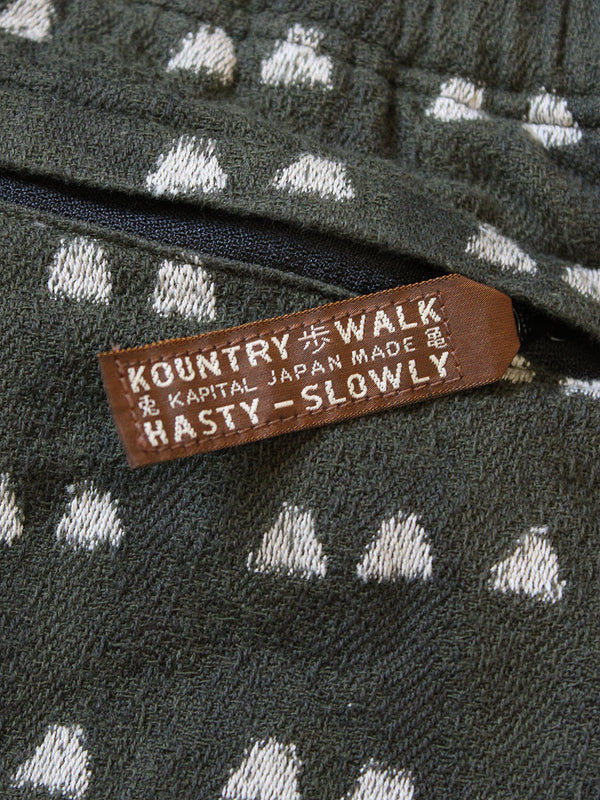 KOUNTRY 歩 WALK
兎 KAPITAL JAPAN MADE 亀
HASTY - SLOWLY